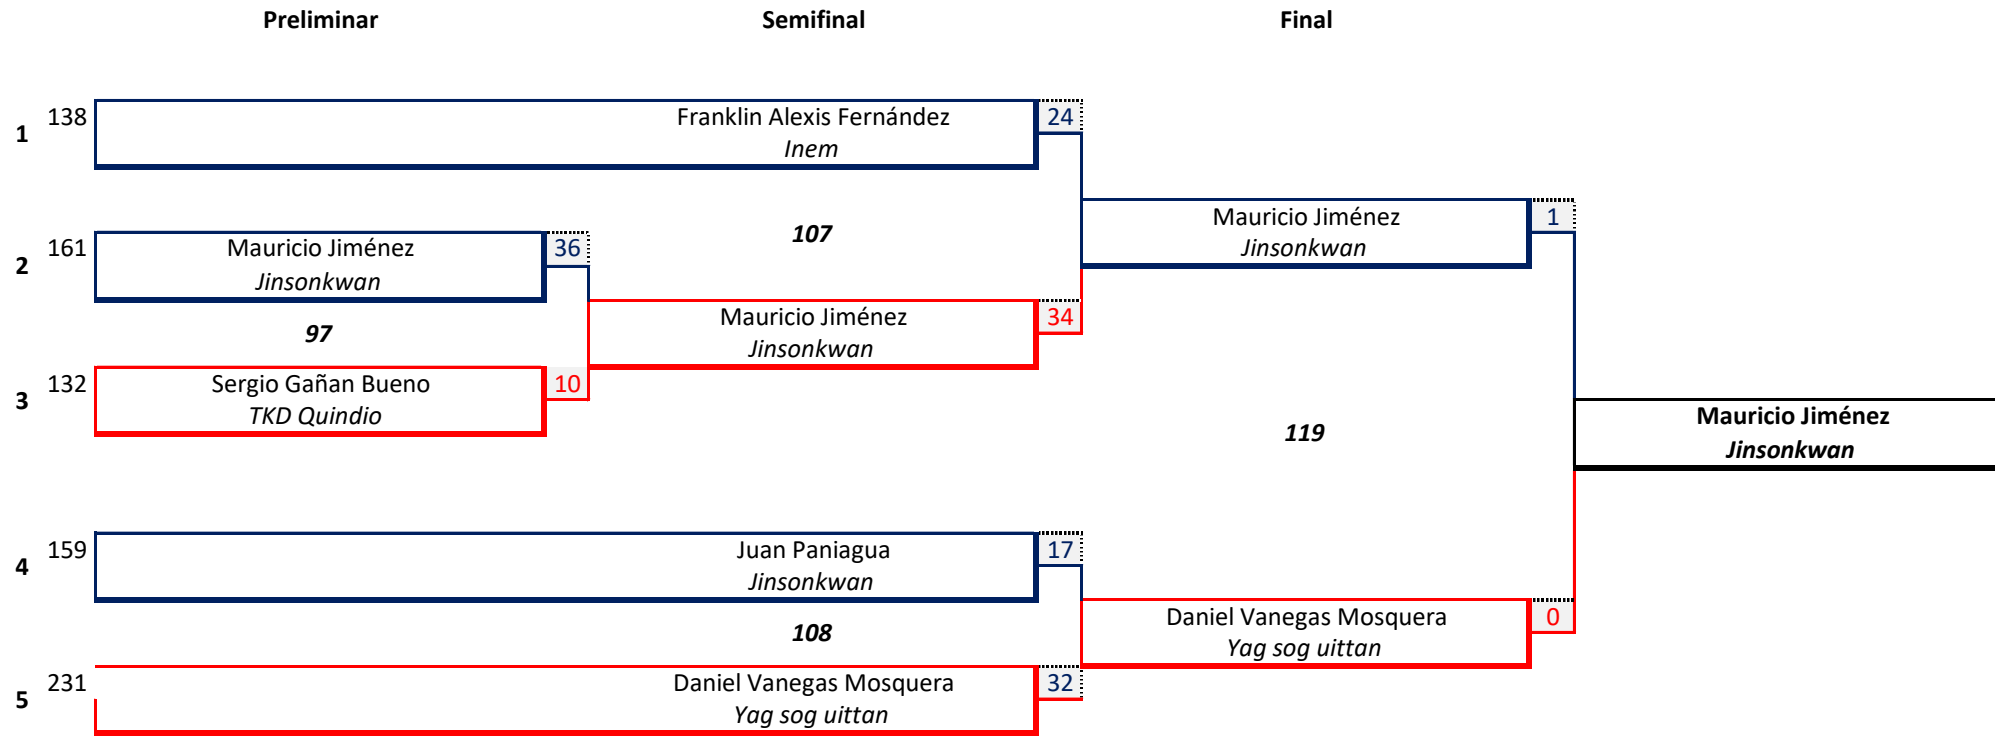 Preliminar Semifinal Final
138
1
Franklin Alexis Fernández 24
Inem
161
2
Mauricio Jiménez 36
Jinsonkwan
107
Mauricio Jiménez 1
Jinsonkwan
97
Mauricio Jiménez 34
Jinsonkwan
132
3
Sergio Gañan Bueno 10
TKD Quindio
119
Mauricio Jiménez
Jinsonkwan
159
4
Juan Paniagua 17
Jinsonkwan
108
Daniel Vanegas Mosquera 0
Yag sog uittan
231
5
Daniel Vanegas Mosquera 32
Yag sog uittan